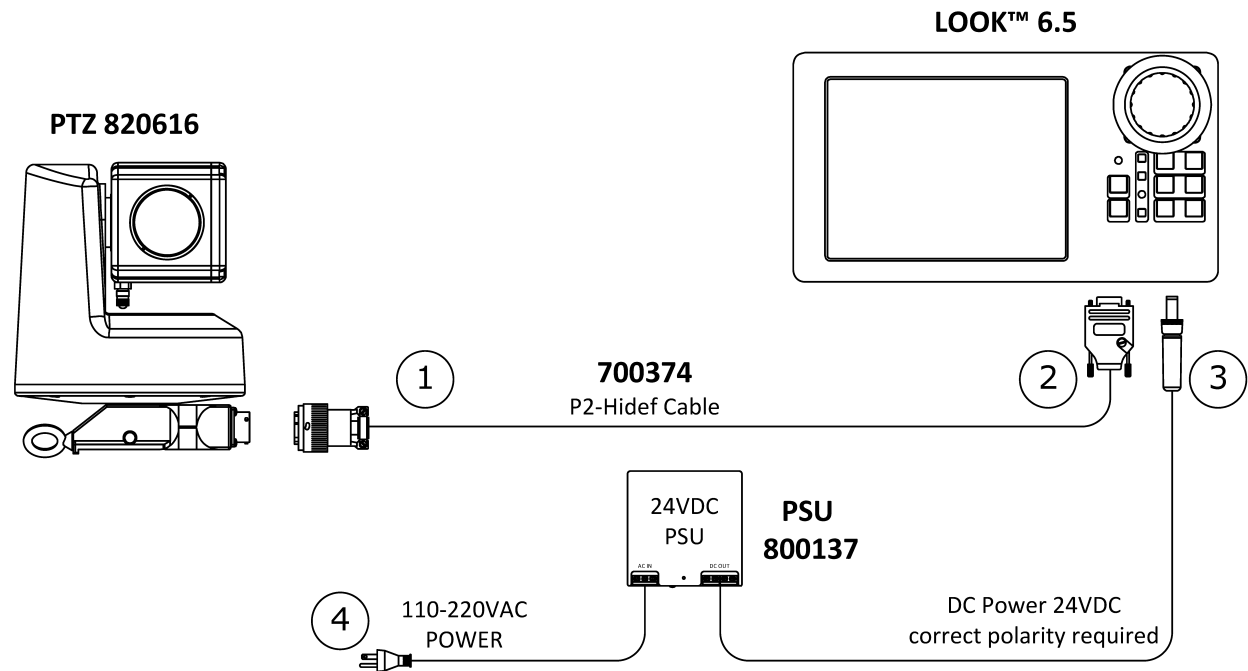 LOOK™ 6.5
PTZ 820616
1
700374
P2-Hidef Cable
2
3
24VDC
PSU
AC IN
DC OUT
PSU
800137
4
110-220VAC
POWER
DC Power 24VDC
correct polarity required